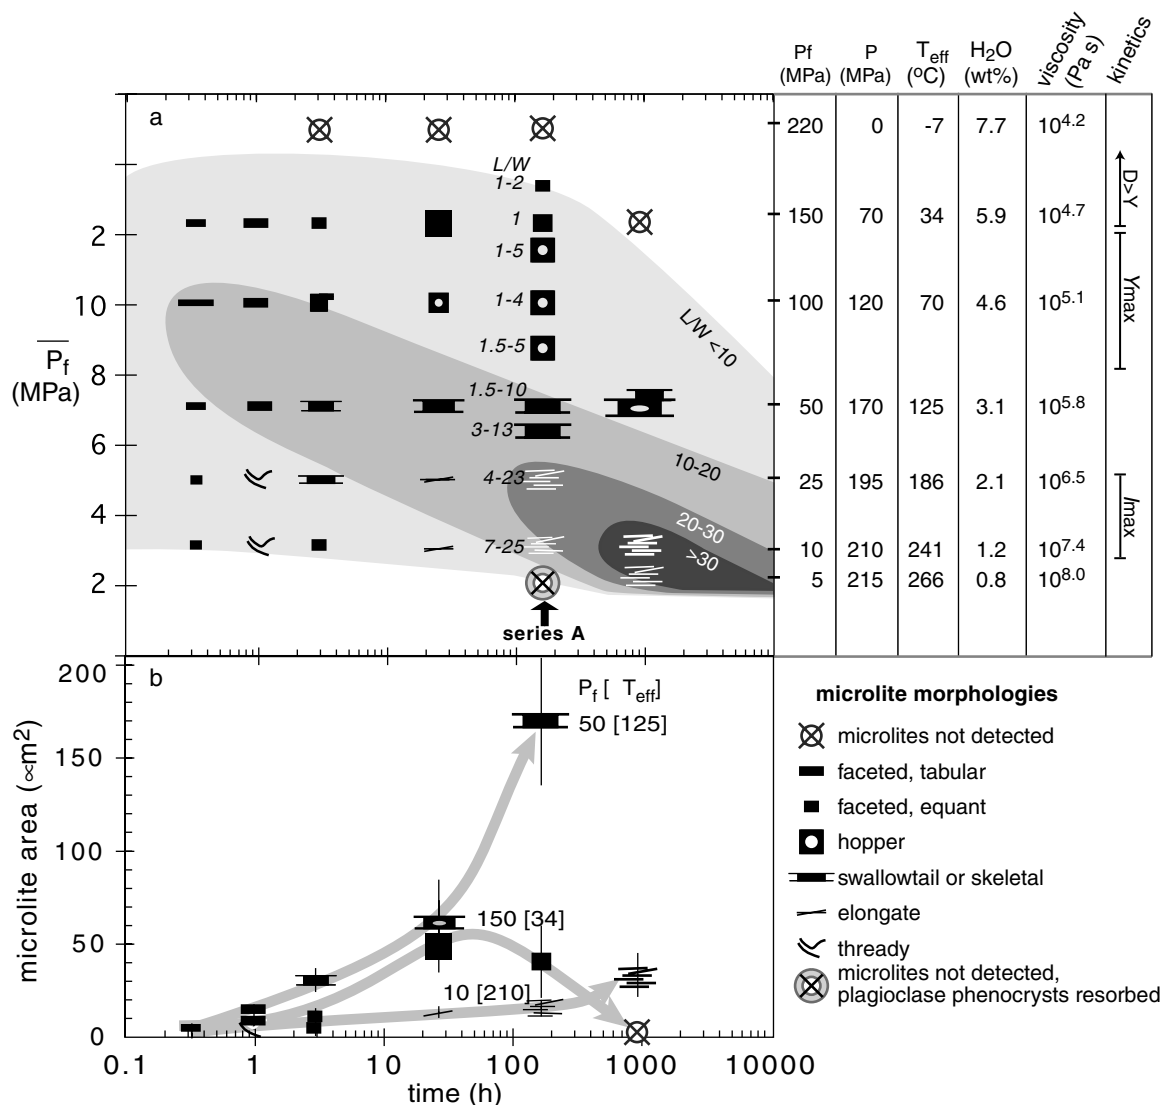 Pf P Teff H2O viscosity kinetics
(MPa) (MPa) (ºC) (wt%) (Pa s)
a
220 0 -7 7.7 10^4.2
L/W
1-2
D>Y
2 1 150 70 34 5.9 10^4.7
1-5
10 1-4 100 120 70 4.6 10^5.1
Ymax
L/W <10
1.5-5
Pf
(MPa)
8
1.5-10
50 170 125 3.1 10^5.8
3-13
6
10-20
4-23 25 195 186 2.1 10^6.5
Imax
4
20-30
7-25 10 210 241 1.2 10^7.4
>30
2 5 215 266 0.8 10^8.0
series A
b
200
Pf [ Teff]
50 [125]
150
100
150 [34]
50
10 [210]
0
microlite area (∝m2)
0.1 1 10 100 1000 10000
time (h)
microlite morphologies
microlites not detected
faceted, tabular
faceted, equant
hopper
swallowtail or skeletal
elongate
thready
microlites not detected,
plagioclase phenocrysts resorbed